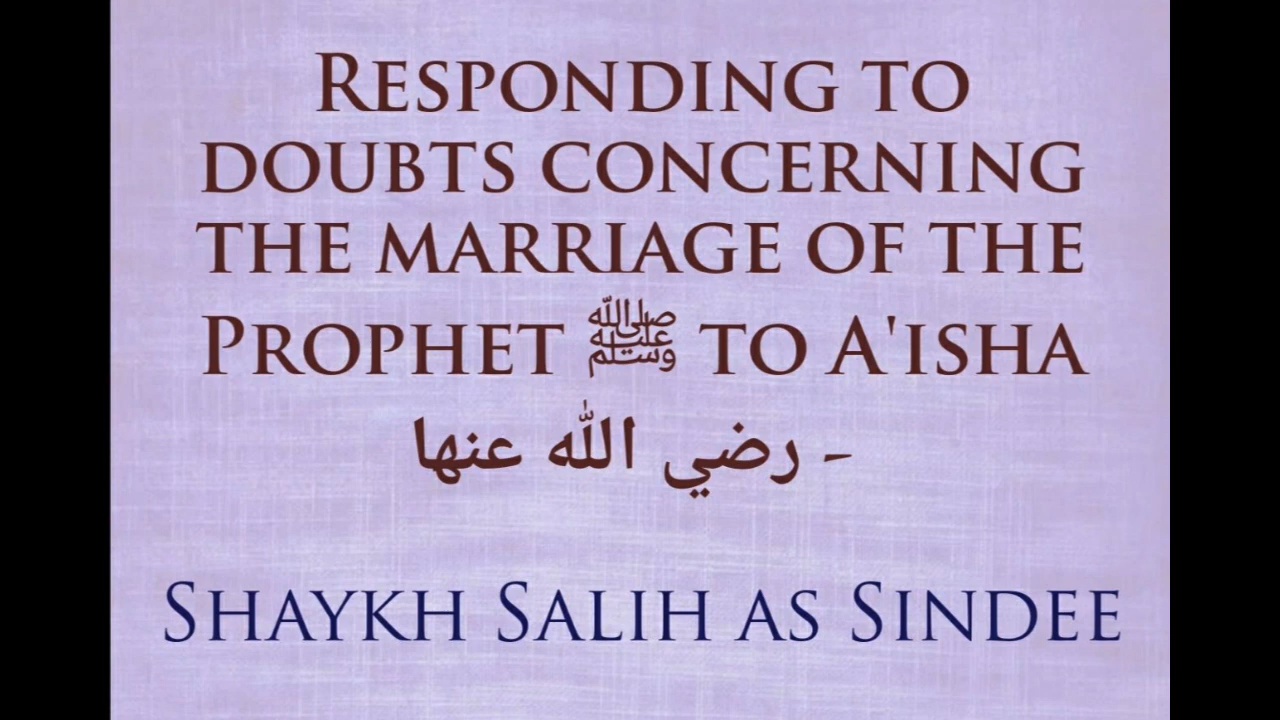 Responding to
doubts concerning
the marriage of the
Prophet ﷺ to A'isha
- رضي الله عنها
Shaykh Salih as Sindee